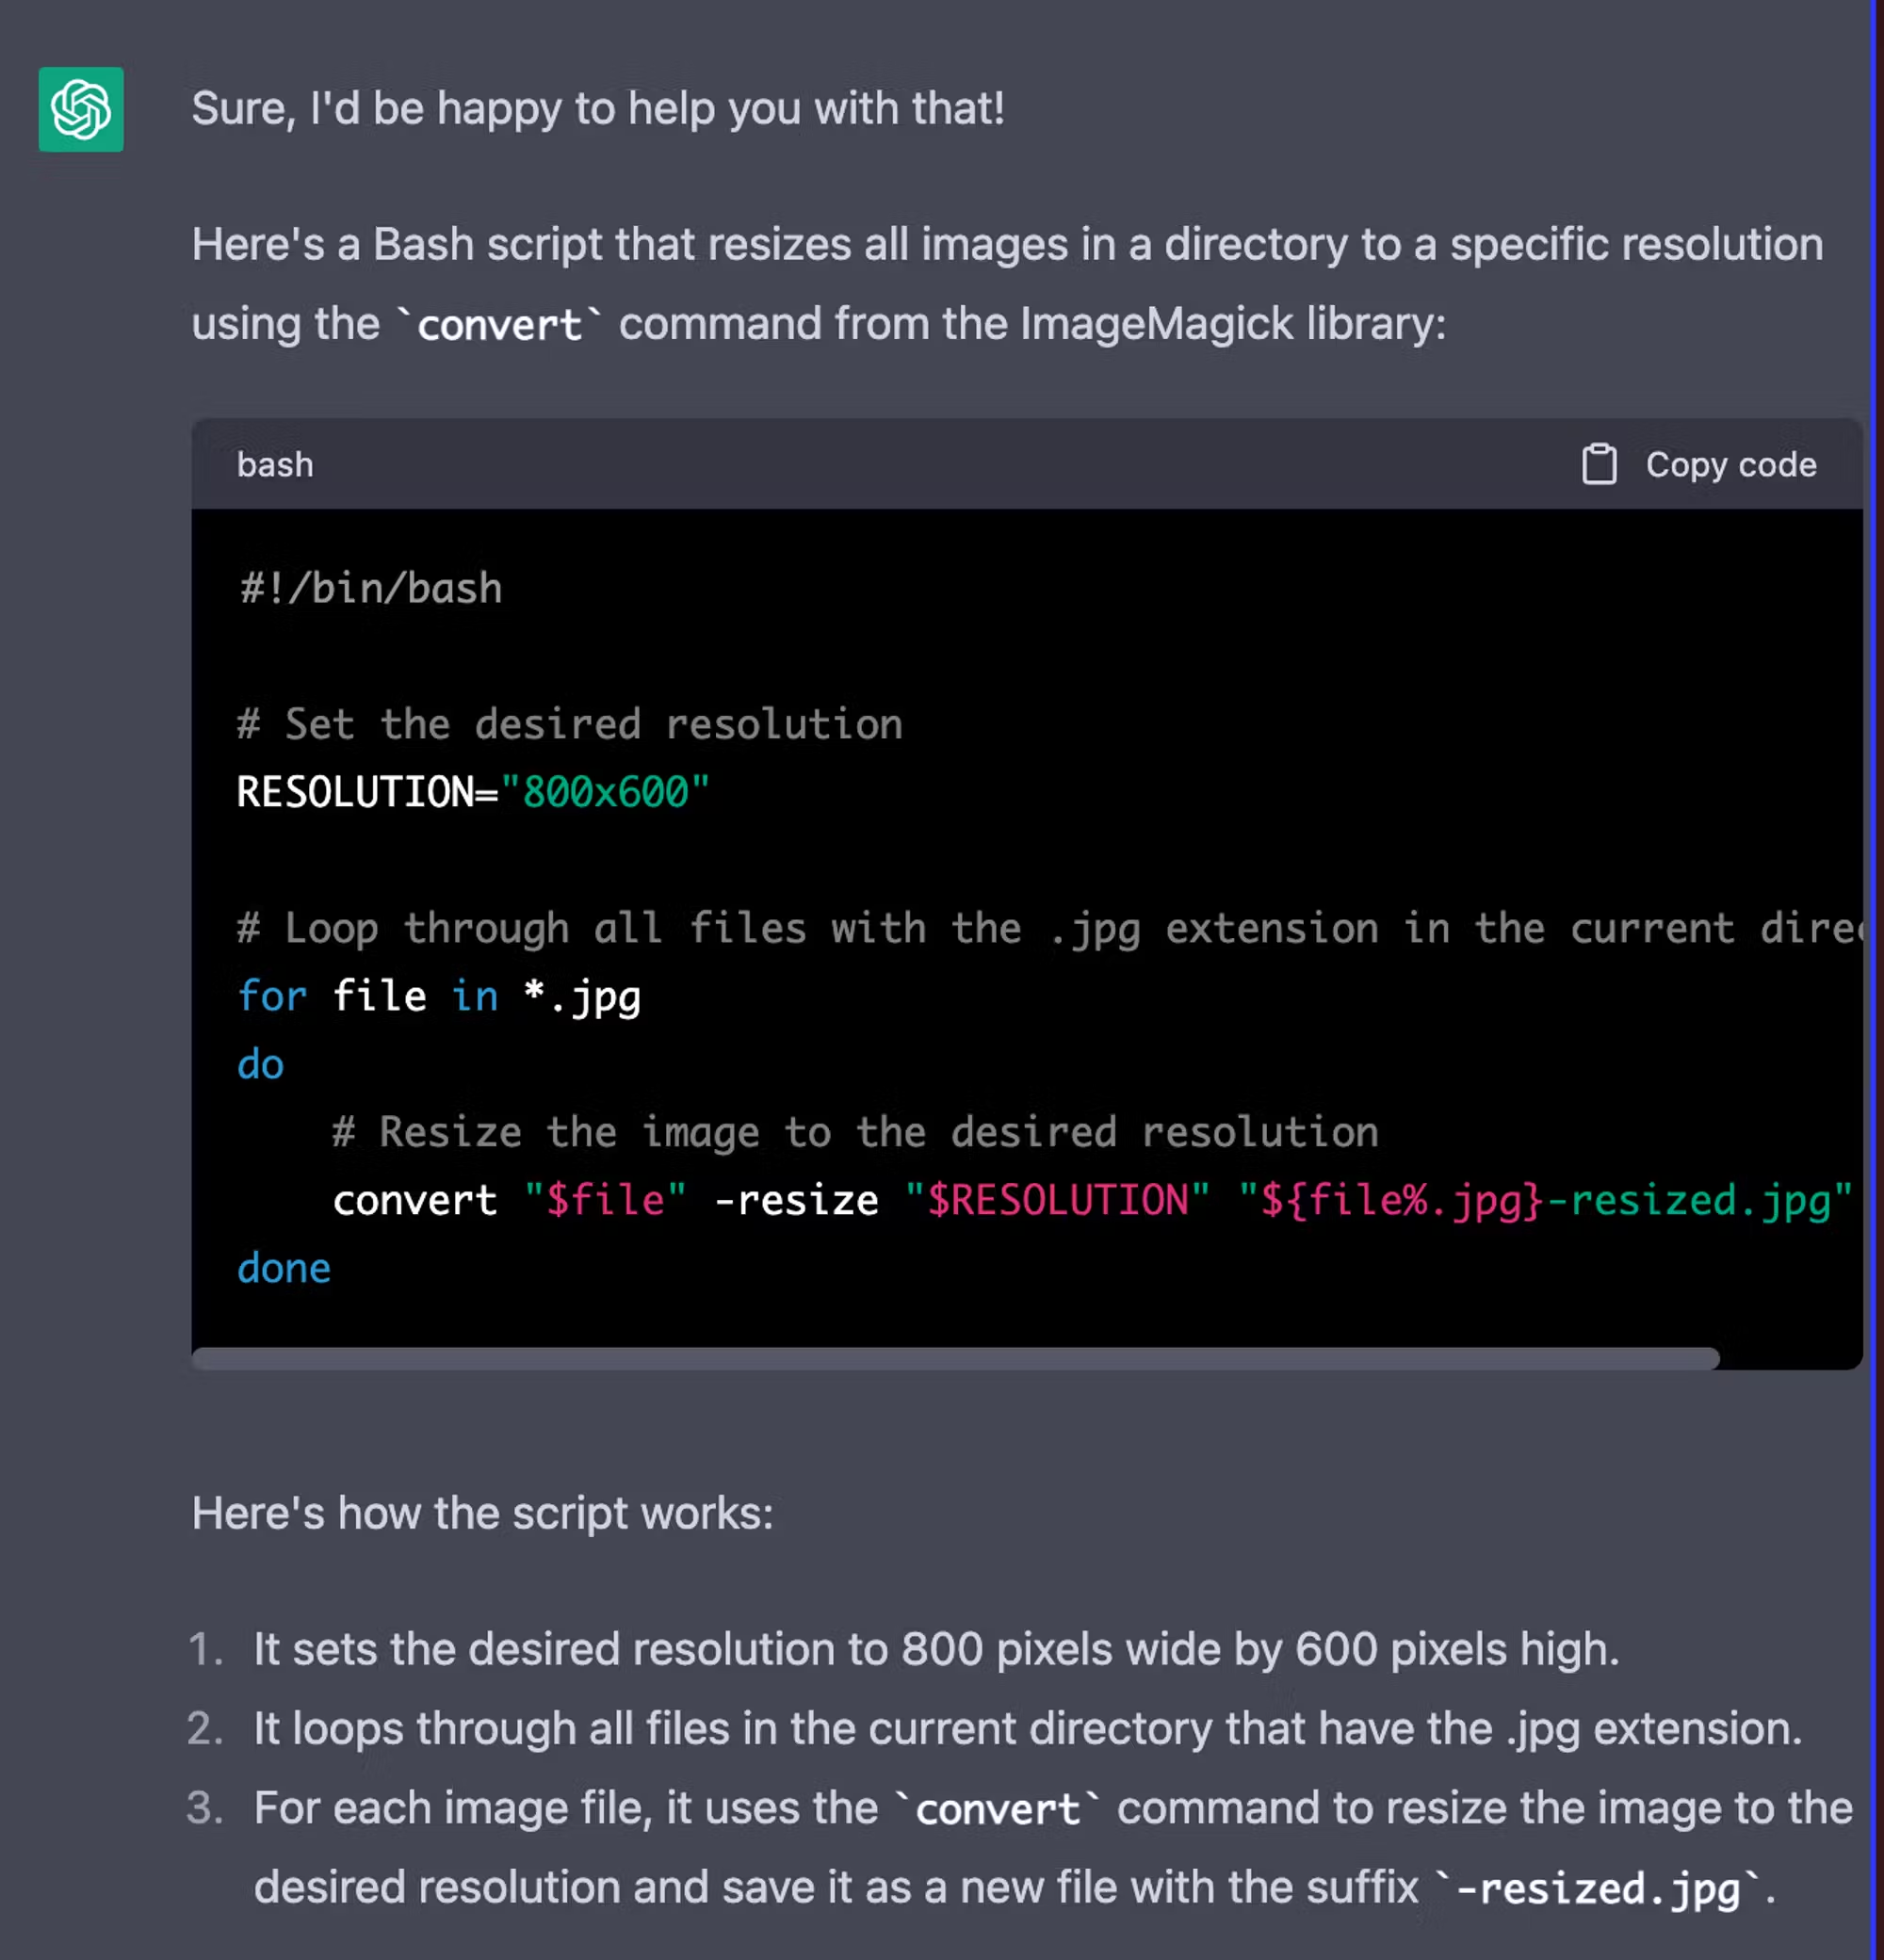 Sure, I'd be happy to help you with that!
Here's a Bash script that resizes all images in a directory to a specific resolution
using the `convert` command from the ImageMagick library:
bash
Copy code
#!/bin/bash
# Set the desired resolution
RESOLUTION="800x600"
# Loop through all files with the .jpg extension in the current direc
for file in *.jpg
do
    # Resize the image to the desired resolution
    convert "$file" -resize "$RESOLUTION" "${file%.jpg}-resized.jpg"
done
Here's how the script works:
1. It sets the desired resolution to 800 pixels wide by 600 pixels high.
2. It loops through all files in the current directory that have the .jpg extension.
3. For each image file, it uses the `convert` command to resize the image to the
desired resolution and save it as a new file with the suffix `-resized.jpg`.